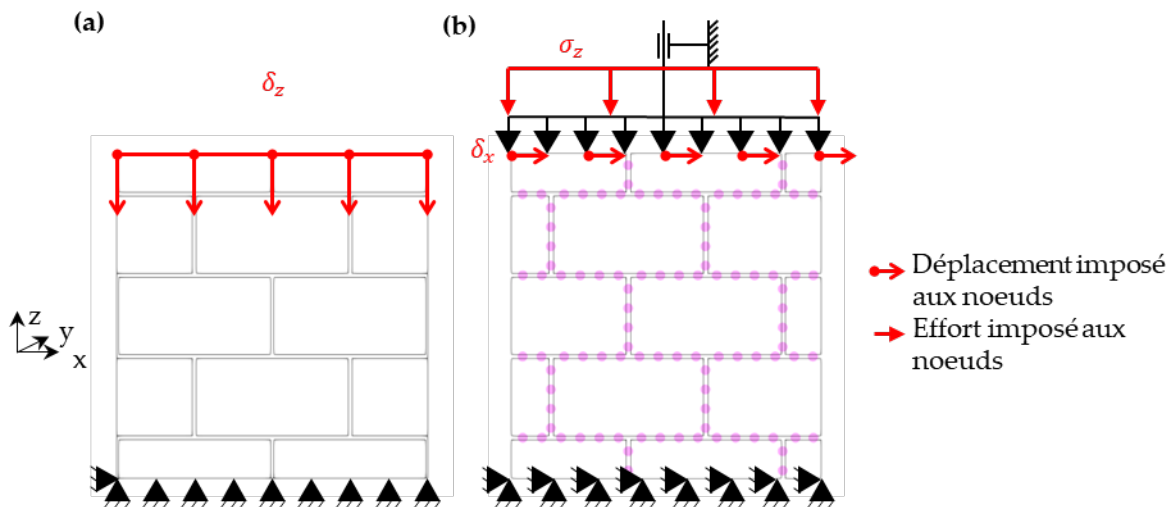 (a)
(b)
δz
σz
δx
z
y
x
Déplacement imposé
aux noeuds
Effort imposé aux
noeuds